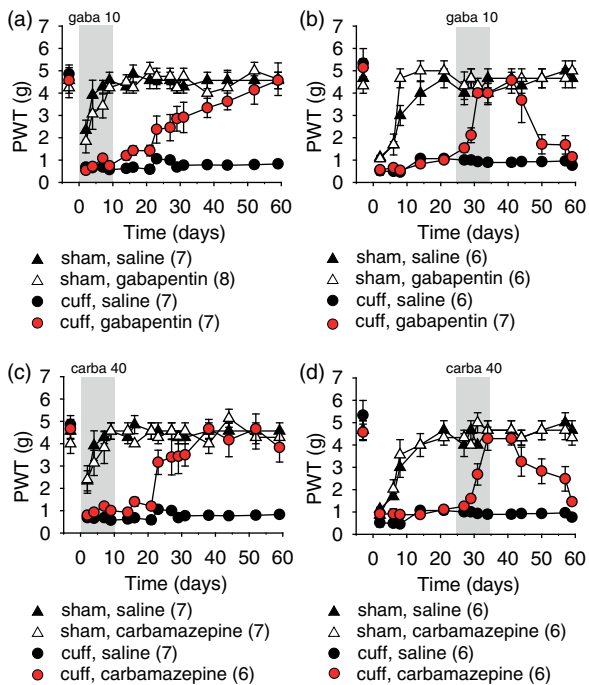 (a) gaba 10
PWT (g)
7
6
5
4
3
2
1
0
0 10 20 30 40 50 60
Time (days)
▲ sham, saline (7)
△ sham, gabapentin (8)
● cuff, saline (7)
● cuff, gabapentin (7)
(b) gaba 10
PWT (g)
7
6
5
4
3
2
1
0
0 10 20 30 40 50 60
Time (days)
▲ sham, saline (6)
△ sham, gabapentin (6)
● cuff, saline (6)
● cuff, gabapentin (7)
(c) carba 40
PWT (g)
7
6
5
4
3
2
1
0
0 10 20 30 40 50 60
Time (days)
▲ sham, saline (7)
△ sham, carbamazepine (7)
● cuff, saline (7)
● cuff, carbamazepine (6)
(d) carba 40
PWT (g)
7
6
5
4
3
2
1
0
0 10 20 30 40 50 60
Time (days)
▲ sham, saline (6)
△ sham, carbamazepine (6)
● cuff, saline (6)
● cuff, carbamazepine (6)